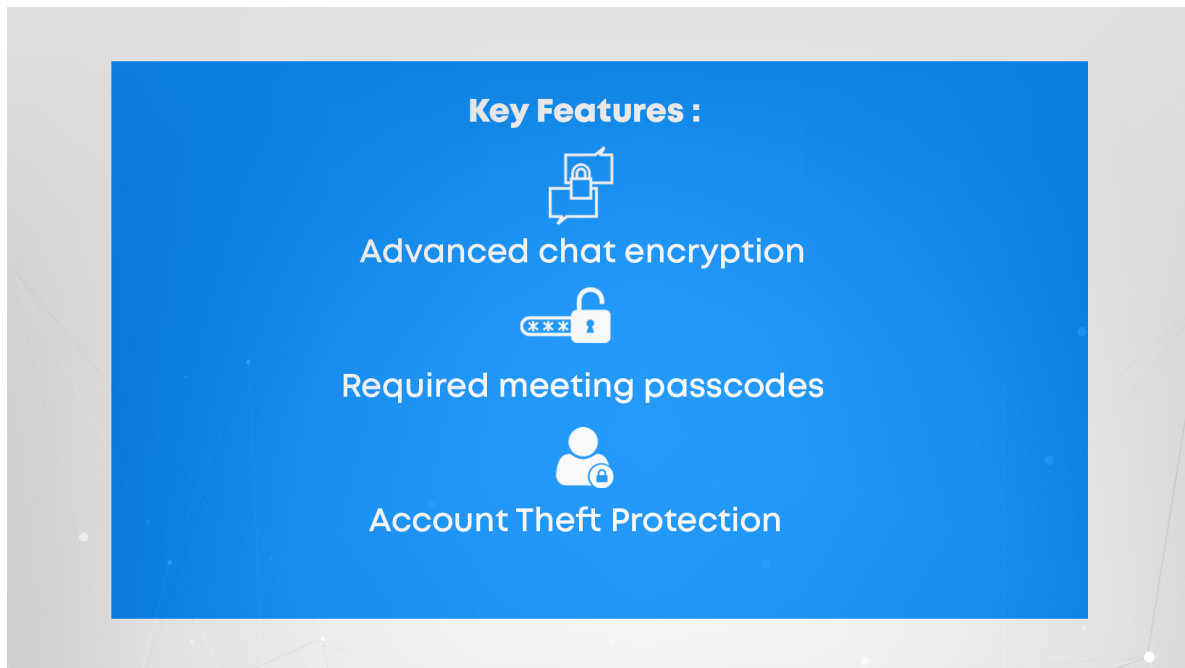 Key Features :
Advanced chat encryption
***
Required meeting passcodes
Account Theft Protection